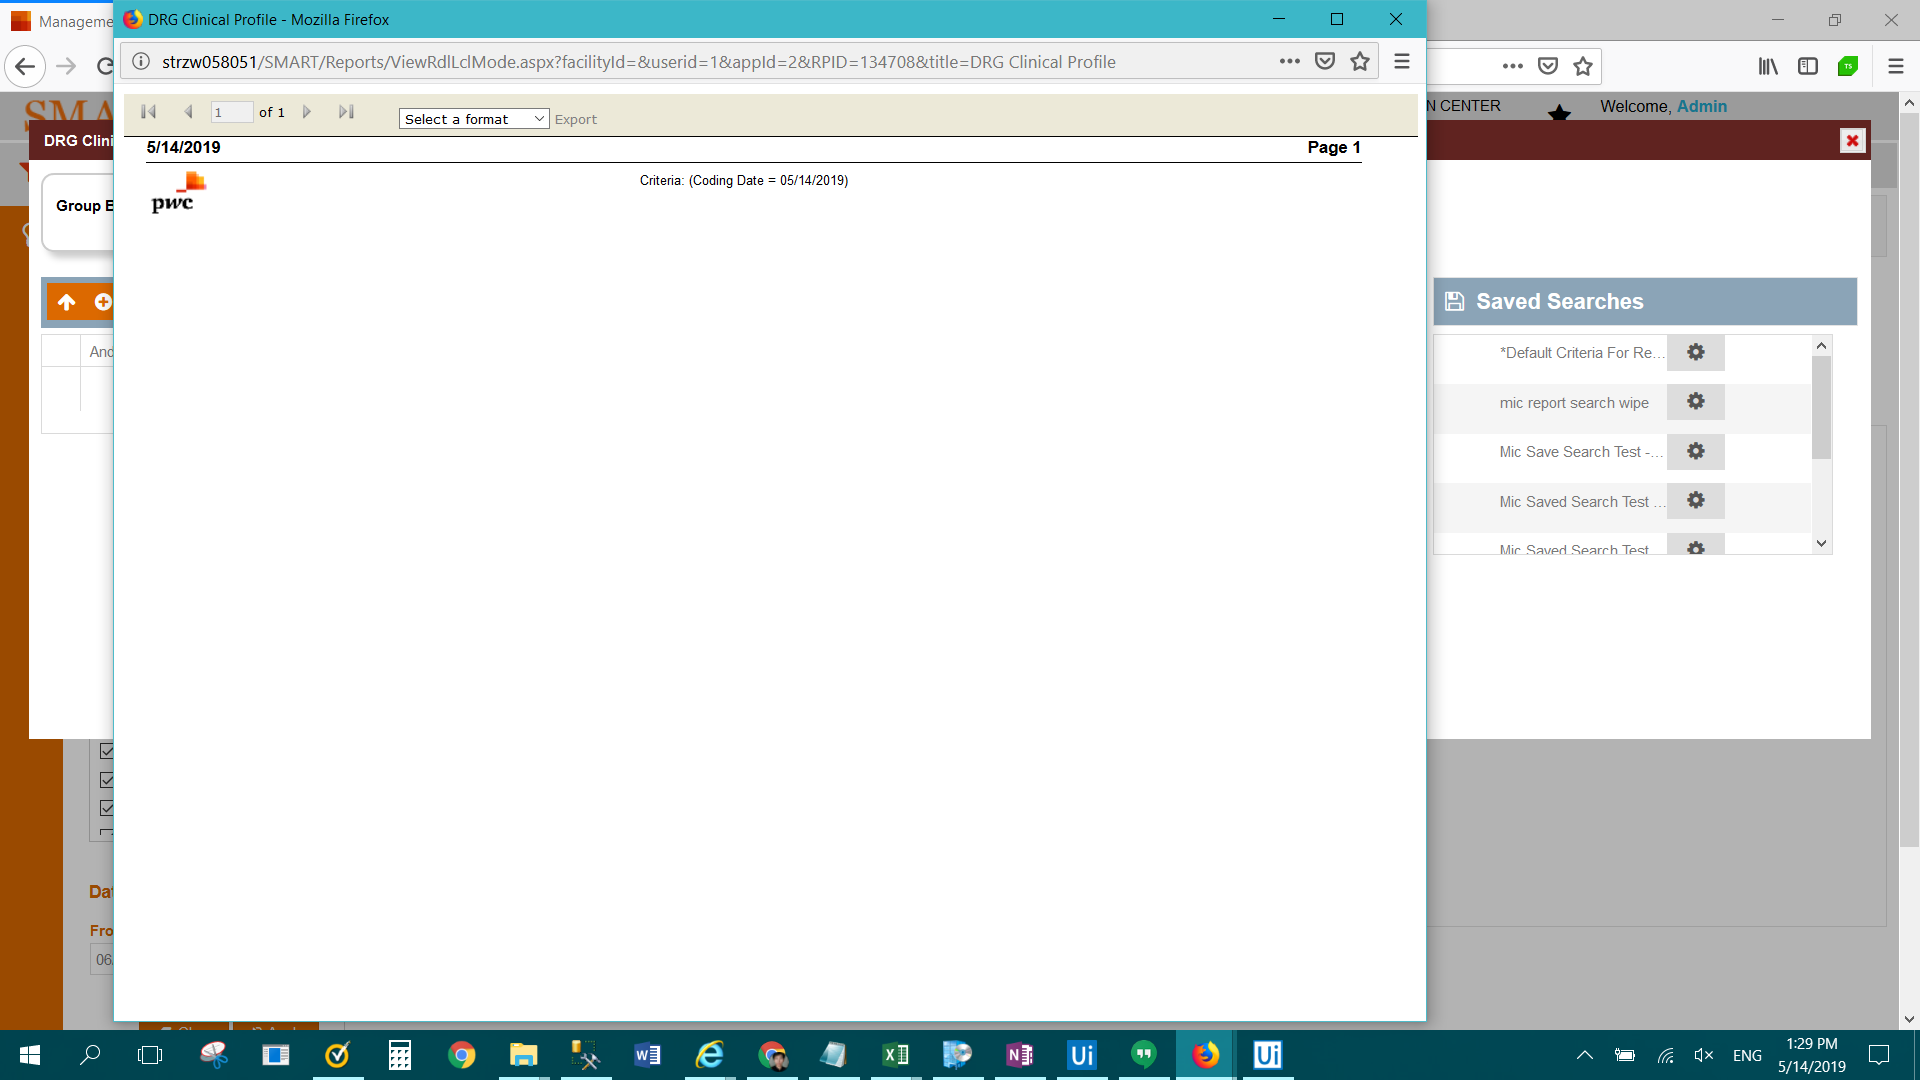 Manageme
DRG Clinical Profile - Mozilla Firefox
strzw058051/SMART/Reports/ViewRdlLclMode.aspx?facilityId=&userid=1&appId=2&RPID=134708&title=DRG Clinical Profile
SMA
N CENTER
Welcome, Admin
1 of 1
Select a format
Export
DRG Clini
5/14/2019
Page 1
Criteria: (Coding Date = 05/14/2019)
pwc
Group E
Saved Searches
And
*Default Criteria For Re...
mic report search wipe
Mic Save Search Test -...
Mic Saved Search Test ...
Mic Saved Search Test
Dat
Fro
06
1:29 PM
ENG
5/14/2019